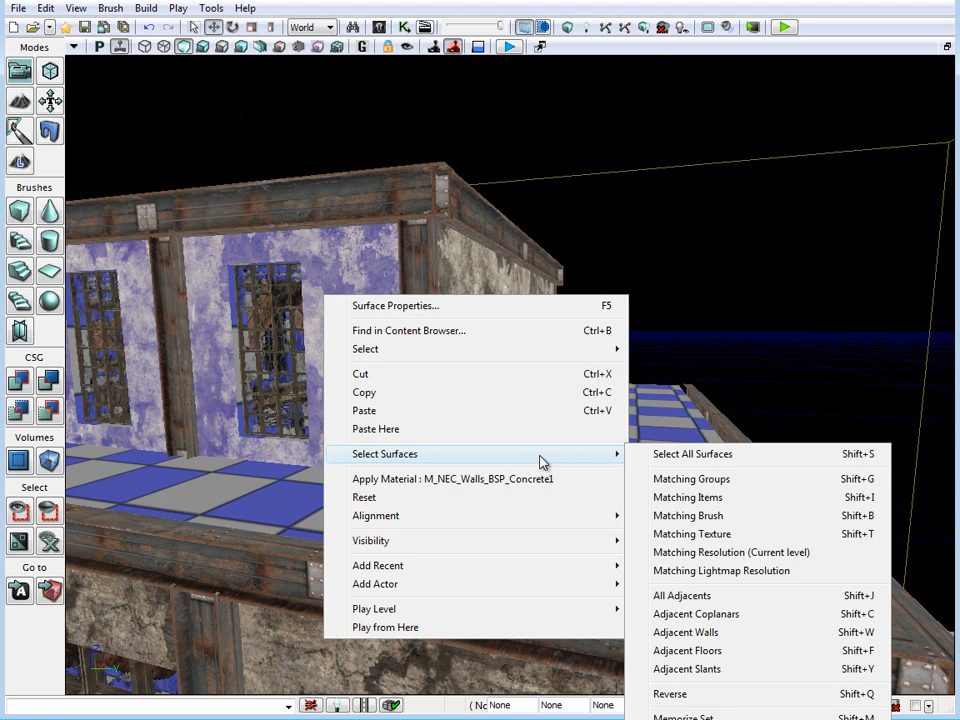 File Edit View Brush Build Play Tools Help
World
Modes
P G
Brushes
CSG
Volumes
Select
Go to
Surface Properties... F5
Find in Content Browser... Ctrl+B
Select
Cut Ctrl+X
Copy Ctrl+C
Paste Ctrl+V
Paste Here
Select Surfaces
Apply Material : M_NEC_Walls_BSP_Concrete1
Reset
Alignment
Visibility
Add Recent
Add Actor
Play Level
Play from Here
Select All Surfaces Shift+S
Matching Groups Shift+G
Matching Items Shift+I
Matching Brush Shift+B
Matching Texture Shift+T
Matching Resolution (Current level)
Matching Lightmap Resolution
All Adjacents Shift+J
Adjacent Coplanars Shift+C
Adjacent Walls Shift+W
Adjacent Floors Shift+F
Adjacent Slants Shift+Y
Reverse Shift+Q
Memorize Set Shift+M
Z Y
None None None